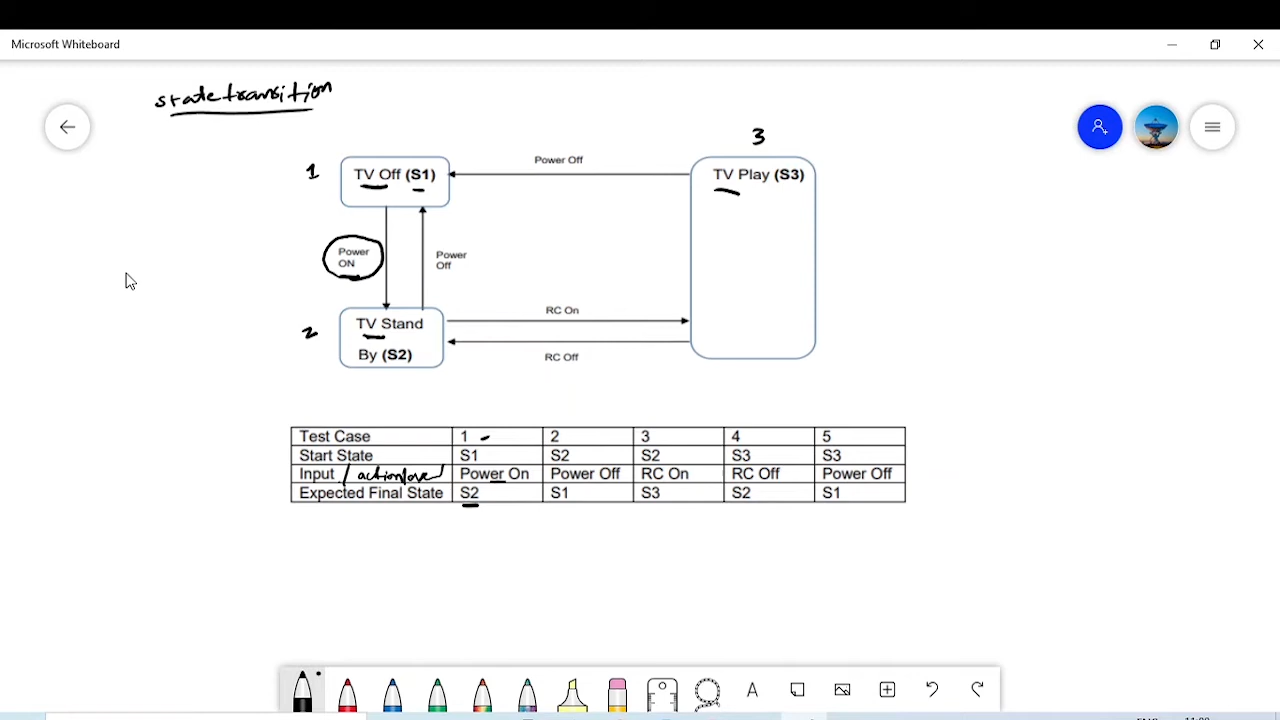 Microsoft Whiteboard
state transition
3
1
TV Off (S1)
Power Off
TV Play (S3)
Power
ON
Power
Off
2
TV Stand
By (S2)
RC On
RC Off
Test Case 1 2 3 4 5
Start State S1 S2 S2 S3 S3
Input / Power On Power Off RC On RC Off Power Off
Expected Final State S2 S1 S3 S2 S1